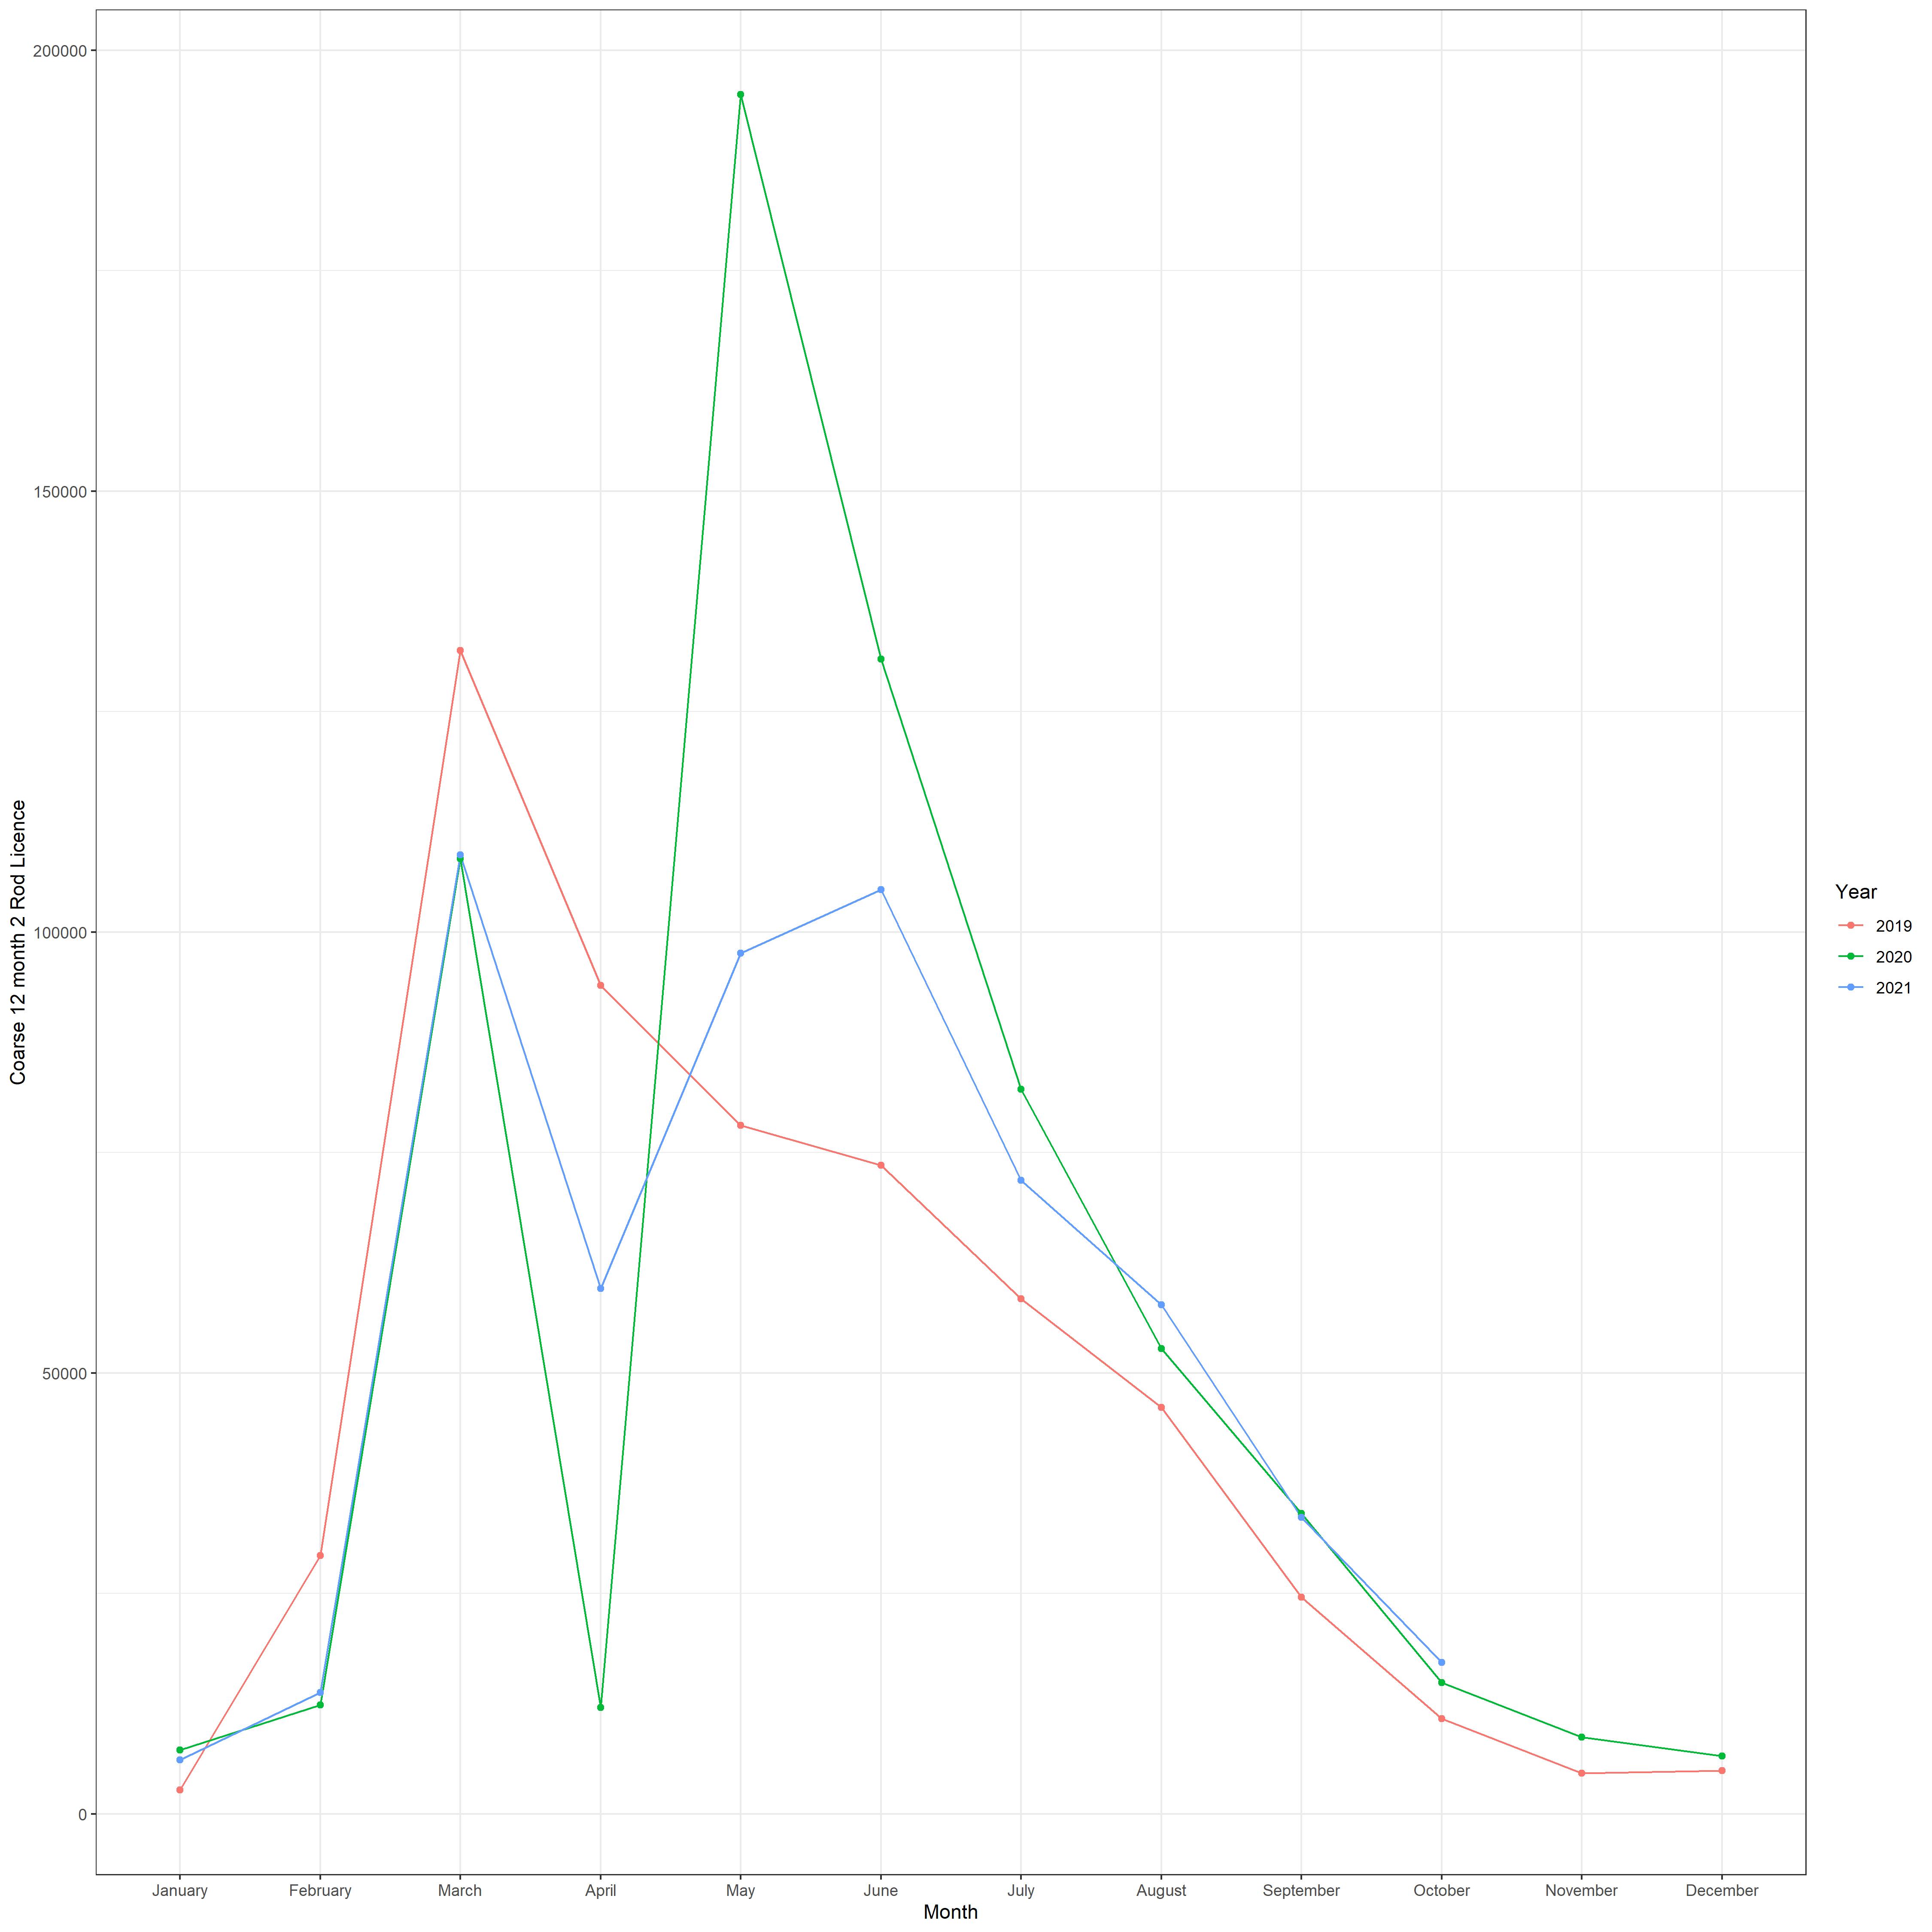 200000
150000
100000
50000
0
Coarse 12 month 2 Rod Licence
January February March April May June July August September October November December
Month
Year
2019
2020
2021